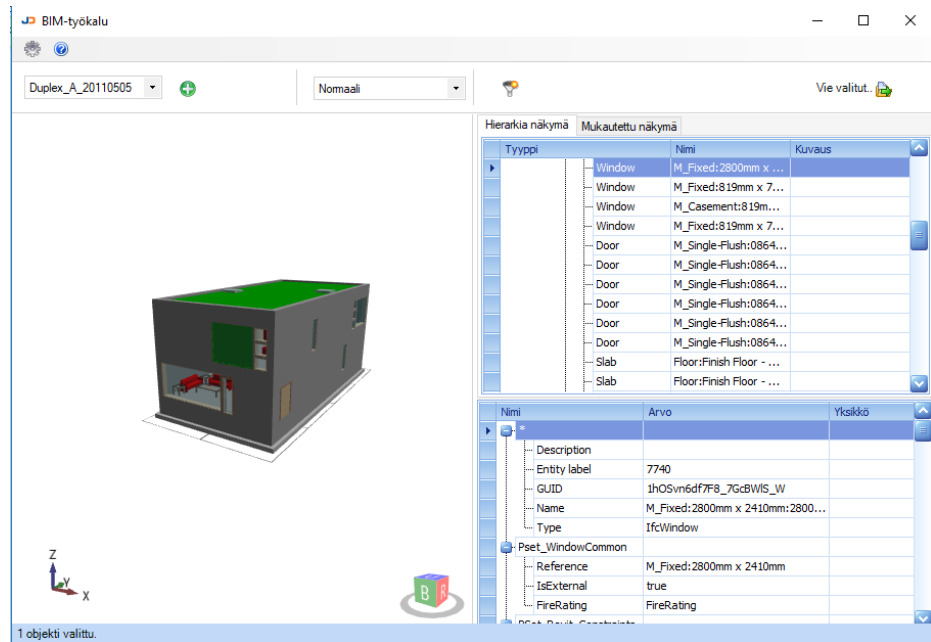 BIM-työkalu
Duplex_A_20110505 Normaali Vie valitut..
Hierarkia näkymä Mukautettu näkymä
Tyyppi Nimi Kuvaus
Window M_Fixed:2800mm x ...
Window M_Fixed:819mm x 7...
Window M_Casement:819m...
Window M_Fixed:819mm x 7...
Door M_Single-Flush:0864...
Door M_Single-Flush:0864...
Door M_Single-Flush:0864...
Door M_Single-Flush:0864...
Door M_Single-Flush:0864...
Door M_Single-Flush:0864...
Slab Floor:Finish Floor - ...
Slab Floor:Finish Floor - ...
Nimi Arvo Yksikkö
*
Description
Entity label 7740
GUID 1hOSvn6df7F8_7GcBWlS_W
Name M_Fixed:2800mm x 2410mm:2800...
Type IfcWindow
Pset_WindowCommon
Reference M_Fixed:2800mm x 2410mm
IsExternal true
FireRating FireRating
PSet_Revit_Constraints
Z
Y
X
B R
1 objekti valittu.